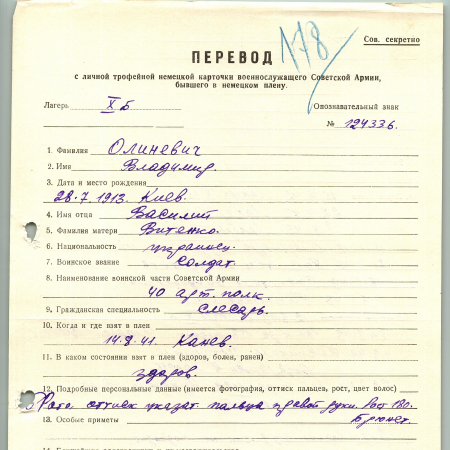 178
Сов. секретно
ПЕРЕВОД
с личной трофейной немецкой карточки военнослужащего Советской Армии,
бывшего в немецком плену.
Лагерь X Б Опознавательный знак
№ 124336.
1. Фамилия Олиневич
2. Имя Владимир.
3. Дата и место рождения
28.7.1913. Киев.
4. Имя отца Василий
5. Фамилия матери Витенко.
6. Национальность украинец.
7. Воинское звание солдат.
8. Наименование воинской части Советской Армии
40 арт. полк.
9. Гражданская специальность слесарь.
10. Когда и где взят в плен
14.8.41. Канев.
11. В каком состоянии взят в плен (здоров, болен, ранен)
здоров.
12. Подробные персональные данные (имеется фотография, оттиск пальцев, рост, цвет волос)
Фото, оттиск указат. пальца правой руки. Рост 180.
13. Особые приметы Брюнет.